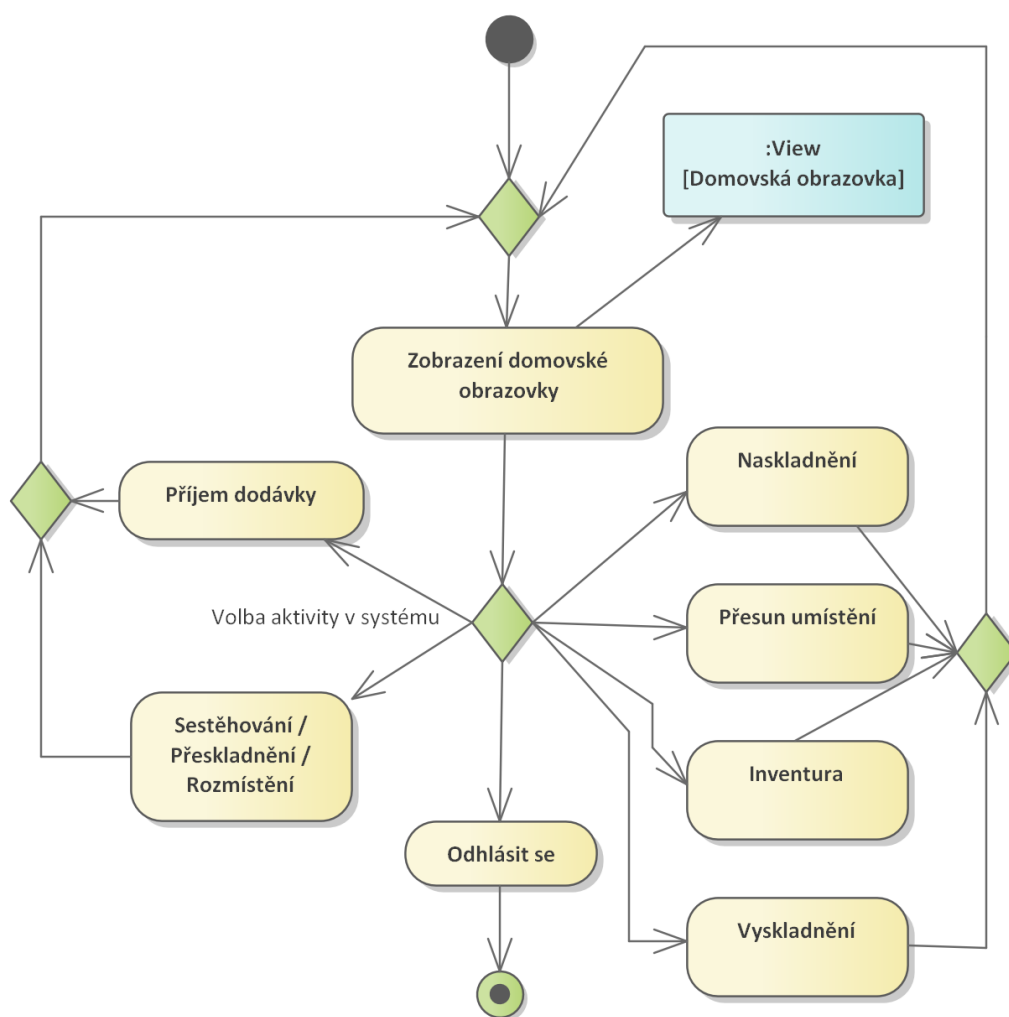 :View
[Domovská obrazovka]
Zobrazení domovské
obrazovky
Naskladnění
Příjem dodávky
Volba aktivity v systému
Přesun umístění
Sestěhování /
Přeskladnění /
Rozmístění
Inventura
Odhlásit se
Vyskladnění